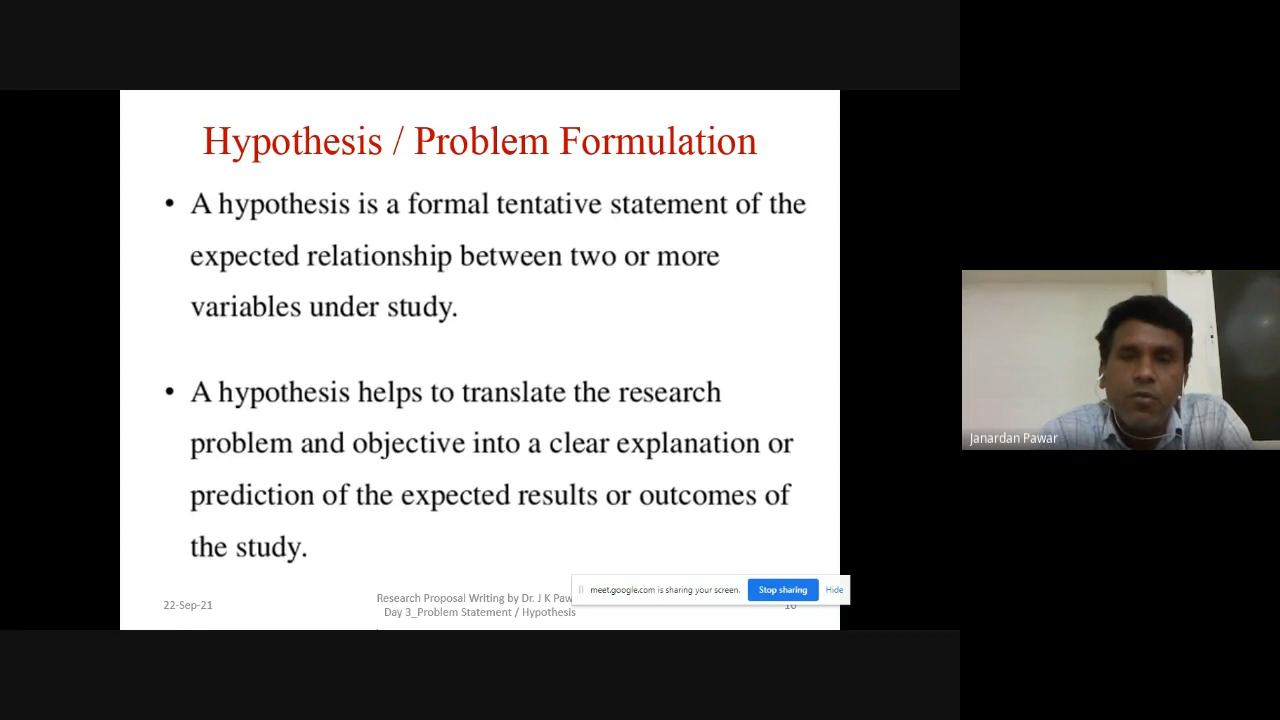 Hypothesis / Problem Formulation
• A hypothesis is a formal tentative statement of the
expected relationship between two or more
variables under study.
• A hypothesis helps to translate the research
problem and objective into a clear explanation or
prediction of the expected results or outcomes of
the study.
22-Sep-21
Research Proposal Writing by Dr. J K
Day 3_Problem Statement / Hypothesis
meet.google.com is sharing your screen.
Stop sharing
Hide
Janardan Pawar